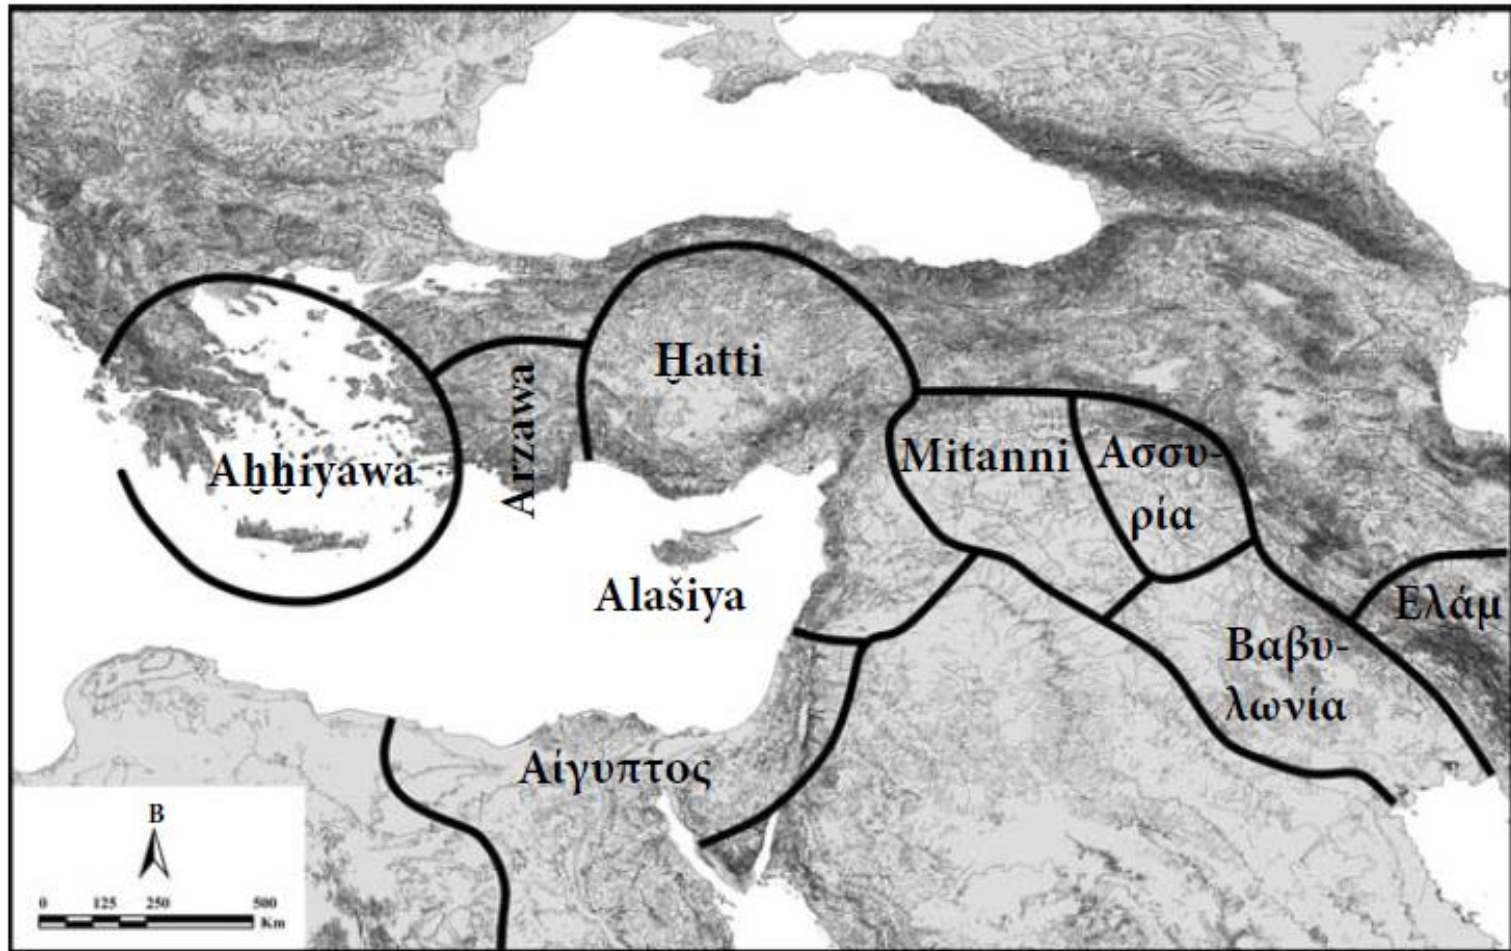 Ḫatti
Arzawa
Aḫḫiyawa
Mitanni
Ασσυ-
ρία
Alašiya
Ελάμ
Βαβυ-
λωνία
Αίγυπτος
B
0 125 250 500
Km